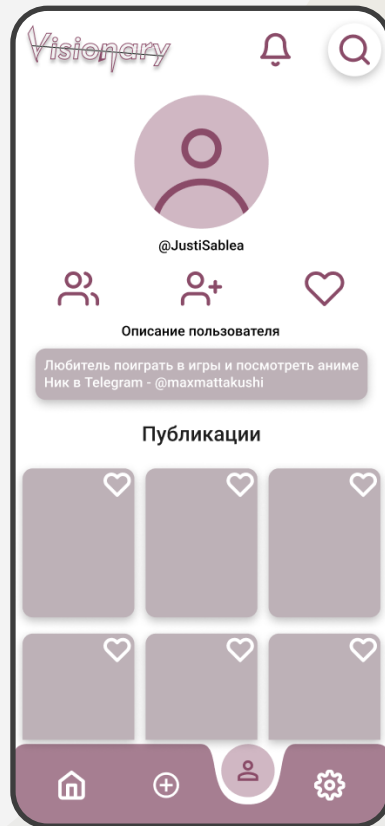 Visionary
@JustiSablea
Описание пользователя
Любитель поиграть в игры и посмотреть аниме
Ник в Telegram - @maxmattakushi
Публикации